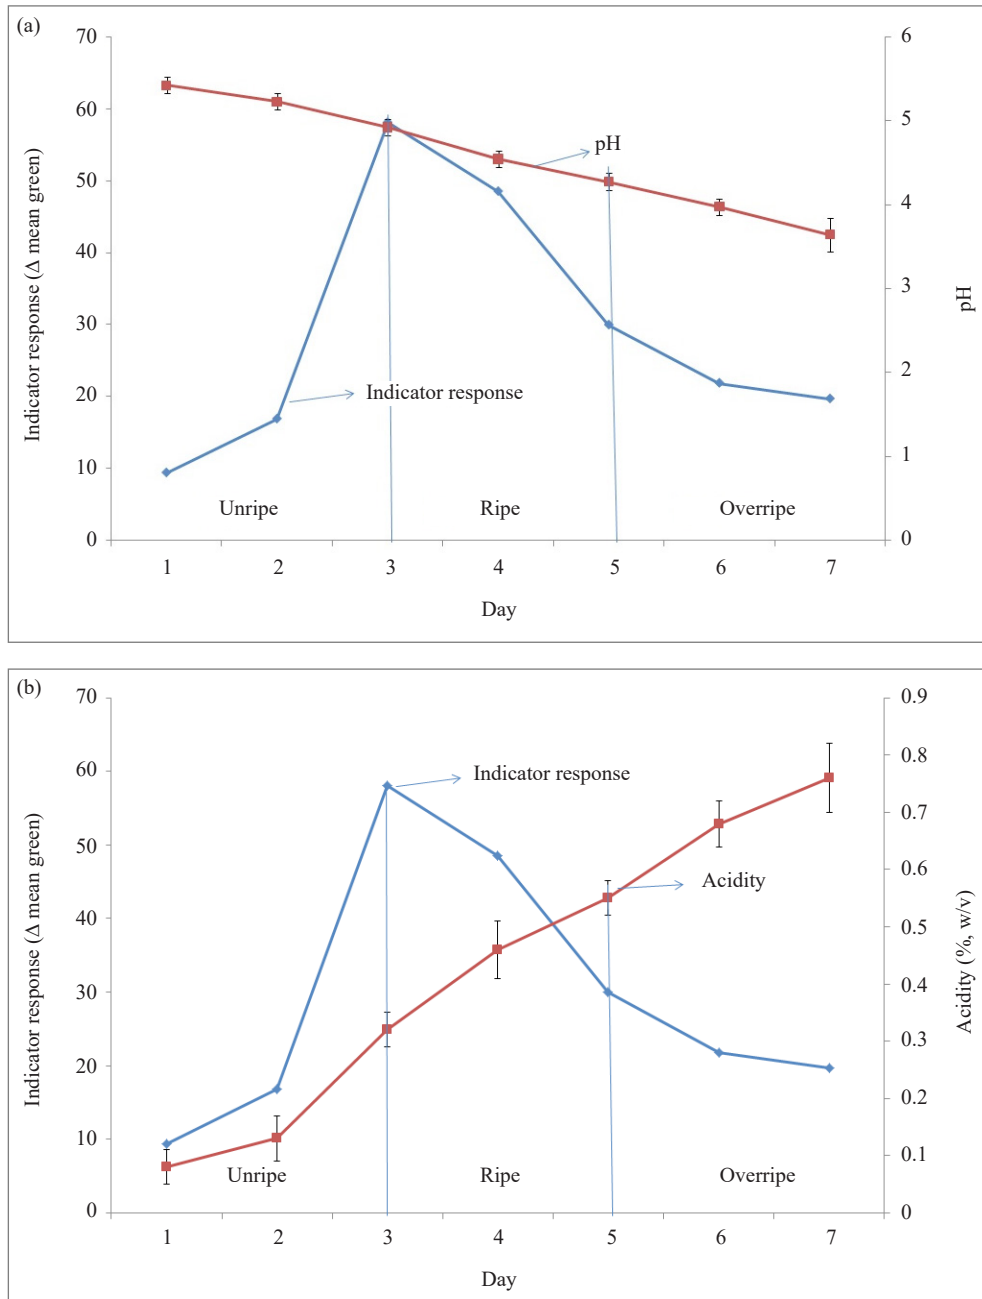 (a)
70
60
50
40
30
20
10
0
Indicator response (Δ mean green)
6
5
4
3
2
1
0
pH
pH
Indicator response
Unripe
Ripe
Overripe
1 2 3 4 5 6 7
Day
(b)
70
60
50
40
30
20
10
0
Indicator response (Δ mean green)
0.9
0.8
0.7
0.6
0.5
0.4
0.3
0.2
0.1
0
Acidity (%, w/v)
Indicator response
Acidity
Unripe
Ripe
Overripe
1 2 3 4 5 6 7
Day